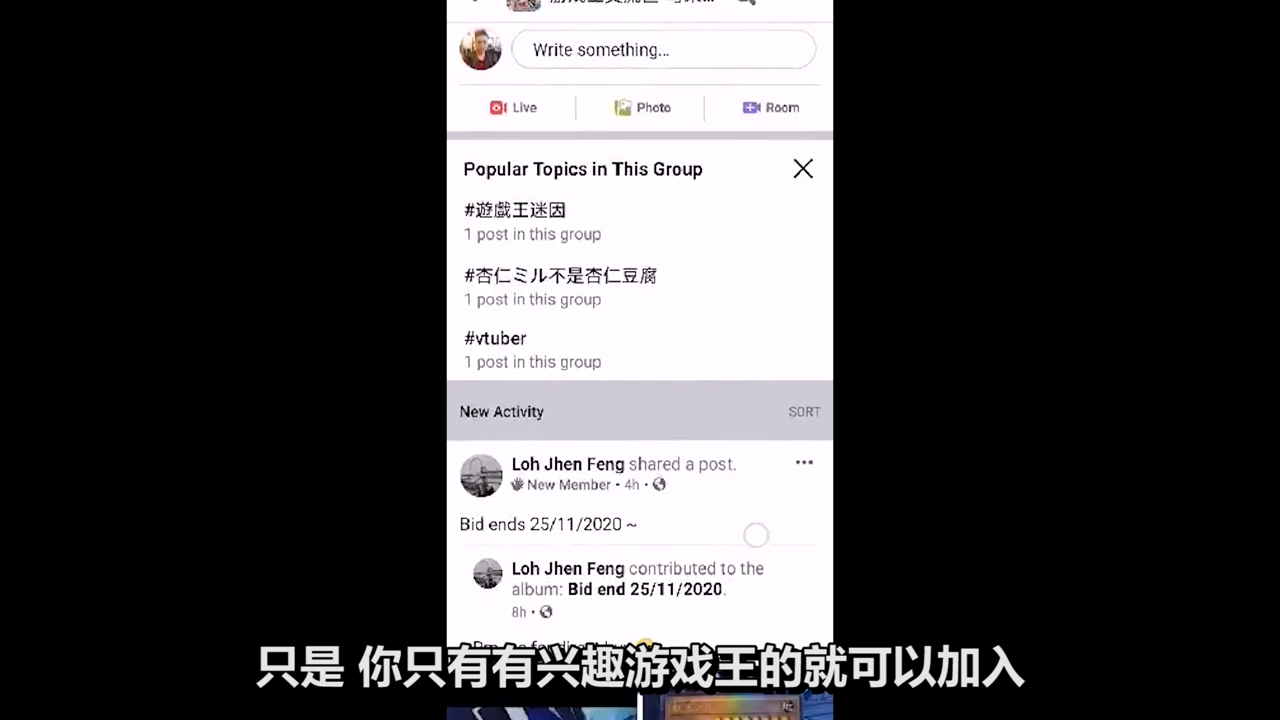 Write something...
Live
Photo
Room
Popular Topics in This Group
#遊戲王迷因
1 post in this group
#杏仁ミル不是杏仁豆腐
1 post in this group
#vtuber
1 post in this group
New Activity
SORT
Loh Jhen Feng shared a post.
New Member · 4h ·
Bid ends 25/11/2020 ~
Loh Jhen Feng contributed to the
album: Bid end 25/11/2020.
8h ·
只是 你只有有兴趣游戏王的就可以加入